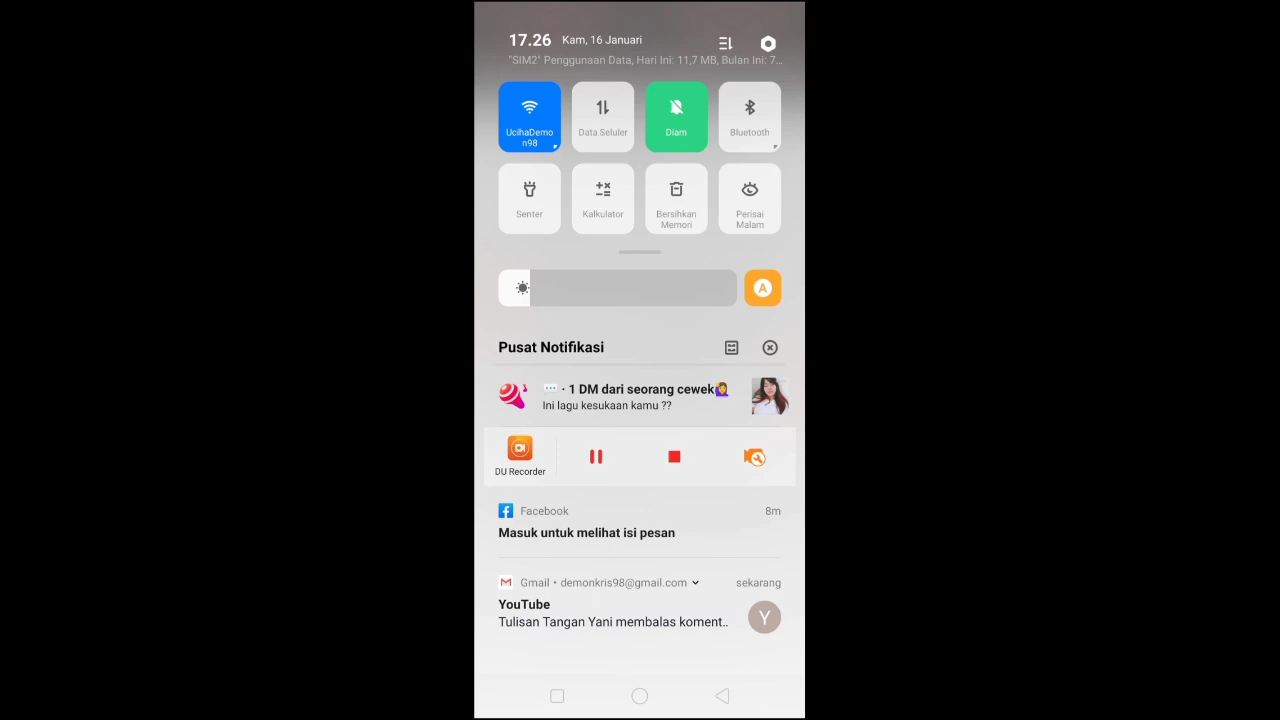 17.26 Kam, 16 Januari
"SIM2" Penggunaan Data, Hari Ini: 11,7 MB, Bulan Ini: 7...
UcihaDemo
n98
Data Seluler
Diam
Bluetooth
Senter
Kalkulator
Bersihkan
Memori
Perisai
Malam
A
Pusat Notifikasi
💬 · 1 DM dari seorang cewek🙋‍♀️
Ini lagu kesukaan kamu ??
DU Recorder
Facebook 8m
Masuk untuk melihat isi pesan
Gmail • demonkris98@gmail.com sekarang
YouTube
Tulisan Tangan Yani membalas koment..
Y